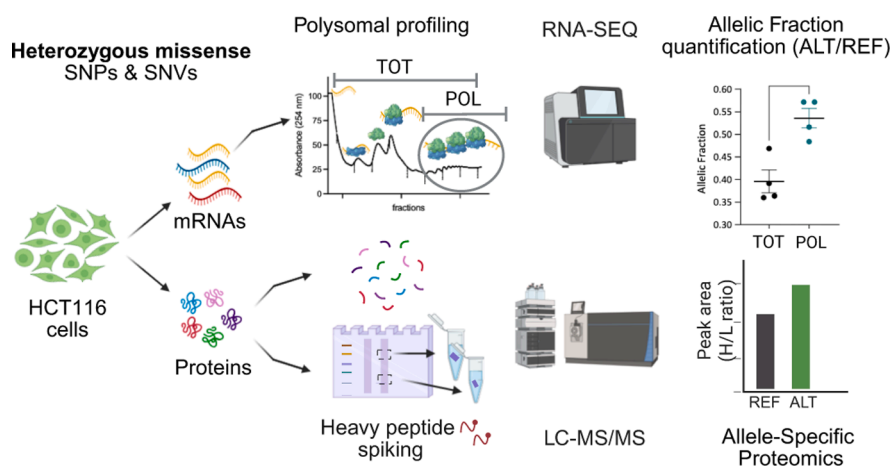 Heterozygous missense
SNPs & SNVs
HCT116
cells
mRNAs
Proteins
Polysomal profiling
TOT
POL
Absorbance (254 nm)
100
75
50
25
0
fractions
Heavy peptide
spiking
RNA-SEQ
LC-MS/MS
Allelic Fraction
quantification (ALT/REF)
Allelic Fraction
0.60
0.55
0.50
0.45
0.40
0.35
0.30
TOT POL
Peak area
(H/L ratio)
REF ALT
Allele-Specific
Proteomics